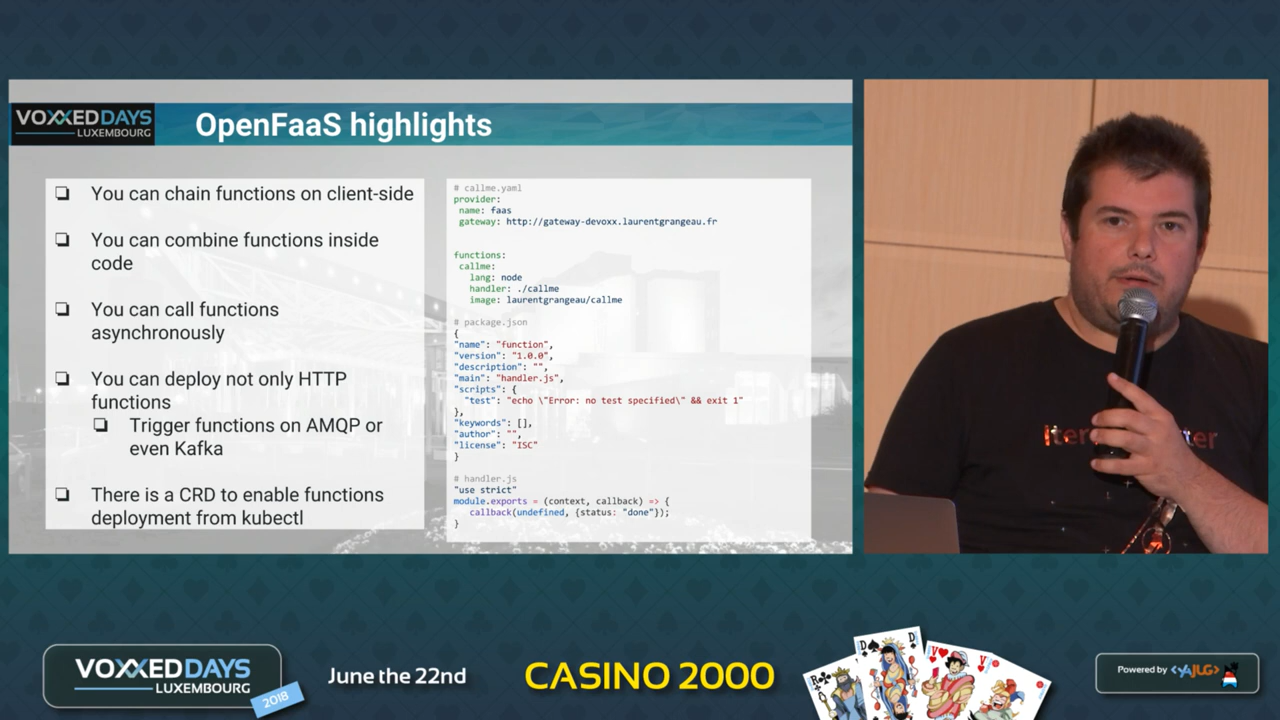 VOXXEDDAYS
LUXEMBOURG
OpenFaaS highlights
You can chain functions on client-side
You can combine functions inside
code
You can call functions
asynchronously
You can deploy not only HTTP
functions
Trigger functions on AMQP or
even Kafka
There is a CRD to enable functions
deployment from kubectl
# callme.yaml
provider:
name: faas
gateway: http://gateway-devoxx.laurentgrangeau.fr
functions:
callme:
lang: node
handler: ./callme
image: laurentgrangeau/callme
# package.json
{
"name": "function",
"version": "1.0.0",
"description": "",
"main": "handler.js",
"scripts": {
"test": "echo \"Error: no test specified\" && exit 1"
},
"keywords": [],
"author": "",
"license": "ISC"
}
# handler.js
"use strict"
module.exports = (context, callback) => {
callback(undefined, {status: "done"});
}
VOXXEDDAYS
LUXEMBOURG
2018
June the 22nd
CASINO 2000
R
D
D
V
V
Powered by <YAJUG>